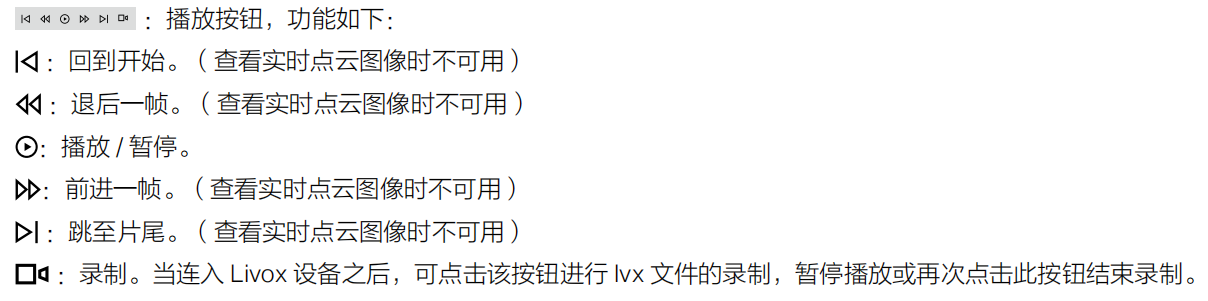 ：播放按钮，功能如下：
：回到开始。（查看实时点云图像时不可用）
：退后一帧。（查看实时点云图像时不可用）
：播放 / 暂停。
：前进一帧。（查看实时点云图像时不可用）
：跳至片尾。（查看实时点云图像时不可用）
：录制。当连入 Livox 设备之后，可点击该按钮进行 lvx 文件的录制，暂停播放或再次点击此按钮结束录制。